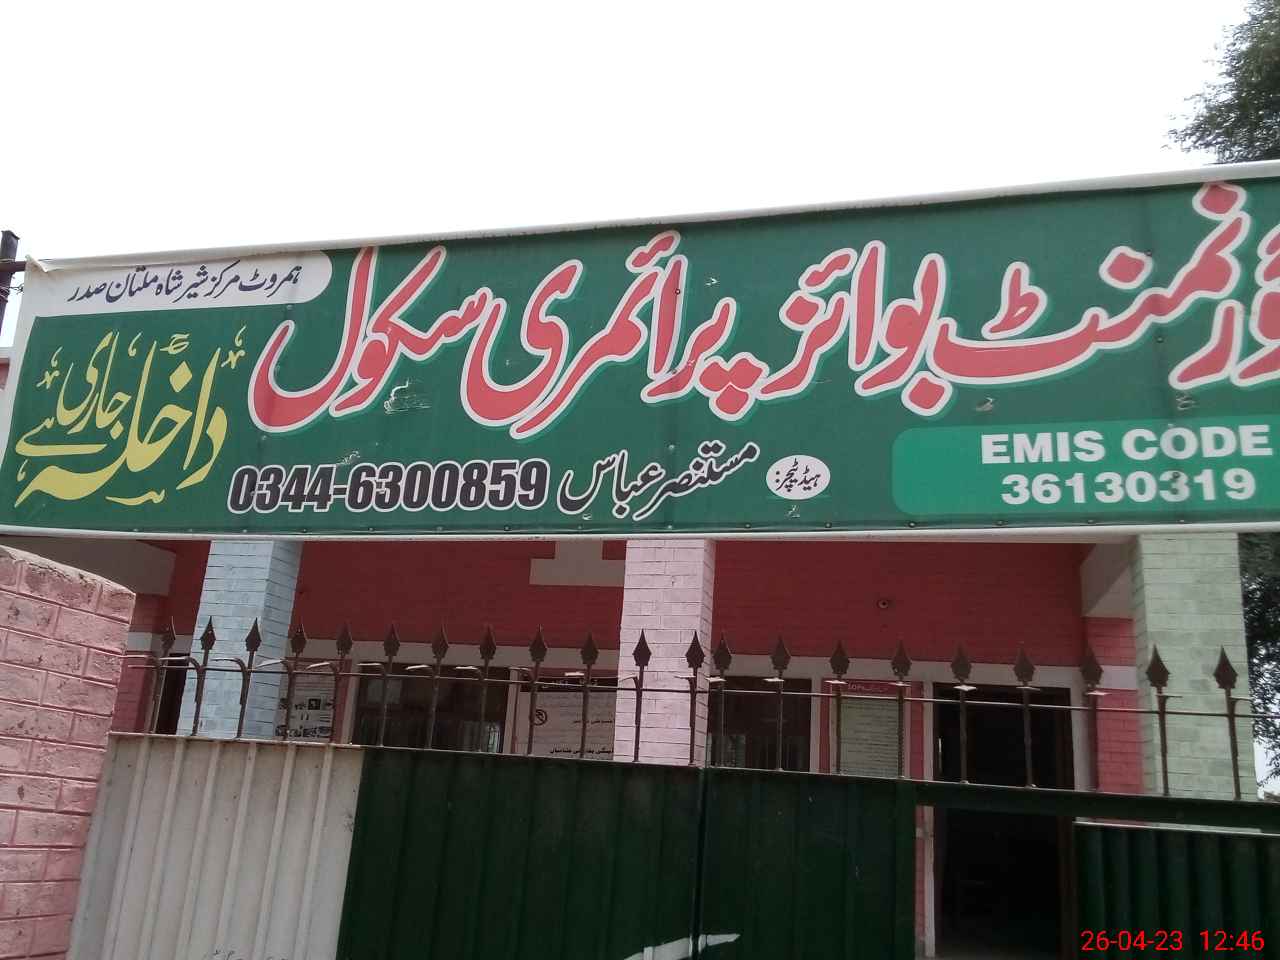 گورنمنٹ بوائز پرائمری سکول
ہمروٹ مرکز شیر شاہ ملتان صدر
داخلہ جاری ہے
EMIS CODE
36130319
ہیڈ ٹیچر:
مستنصر عباس 0344-6300859
26-04-23 12:46